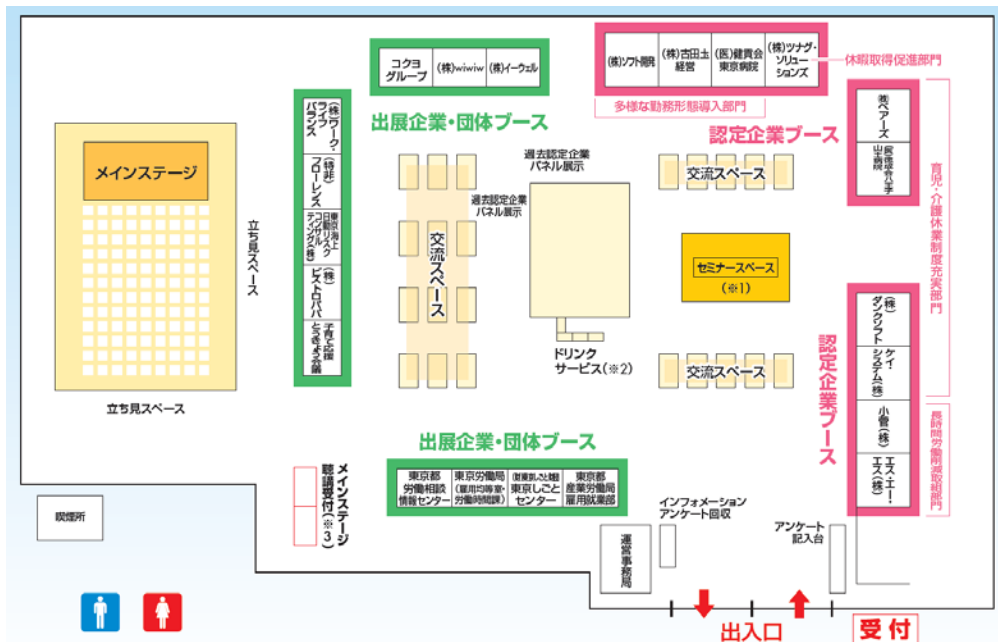 コクヨ
グループ
(株)wiwiw
(株)イーウェル
出展企業・団体ブース
(株)ソフト開発
(株)古田土
経営
(医)健貢会
東京病院
(株)ツナグ・
ソリュー
ションズ
休暇取得促進部門
多様な勤務形態導入部門
認定企業ブース
(株)ワーク・
ライフ
バランス
(特非)
フローレンス
東京海上
日動リスク
コンサル
ティング(株)
(株)
ビストロパパ
子育て応援
とうきょう会議
メインステージ
立ち見スペース
立ち見スペース
過去認定企業
パネル展示
過去認定企業
パネル展示
交流スペース
交流スペース
セミナースペース
(※1)
交流スペース
ドリンク
サービス(※2)
㈱ベアーズ
山王病院
育児・介護休業制度充実部門
(株)
ダンクソフト
ケイ・
システム(株)
小菅(株)
エス・エー・
エス(株)
認定企業ブース
長時間労働削減取組部門
出展企業・団体ブース
東京都
労働相談
情報センター
東京労働局
(雇用均等室・
労働時間課)
東京しごと
センター
東京都
産業労働局
雇用就業部
メインステージ
聴講受付(※3)
喫煙所
インフォメーション
アンケート回収
アンケート
記入台
運営事務局
出入口
受付